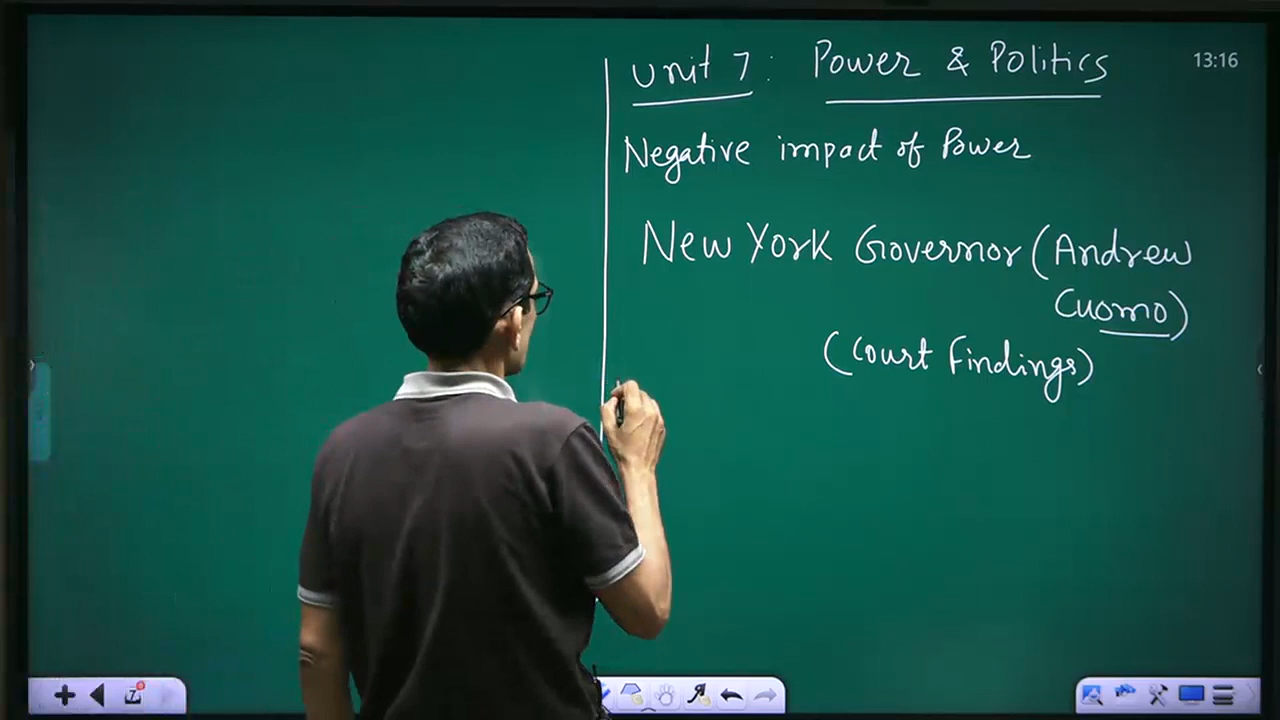 Unit 7: Power & Politics
13:16
Negative impact of Power
New York Governor (Andrew
Cuomo)
(Court Findings)